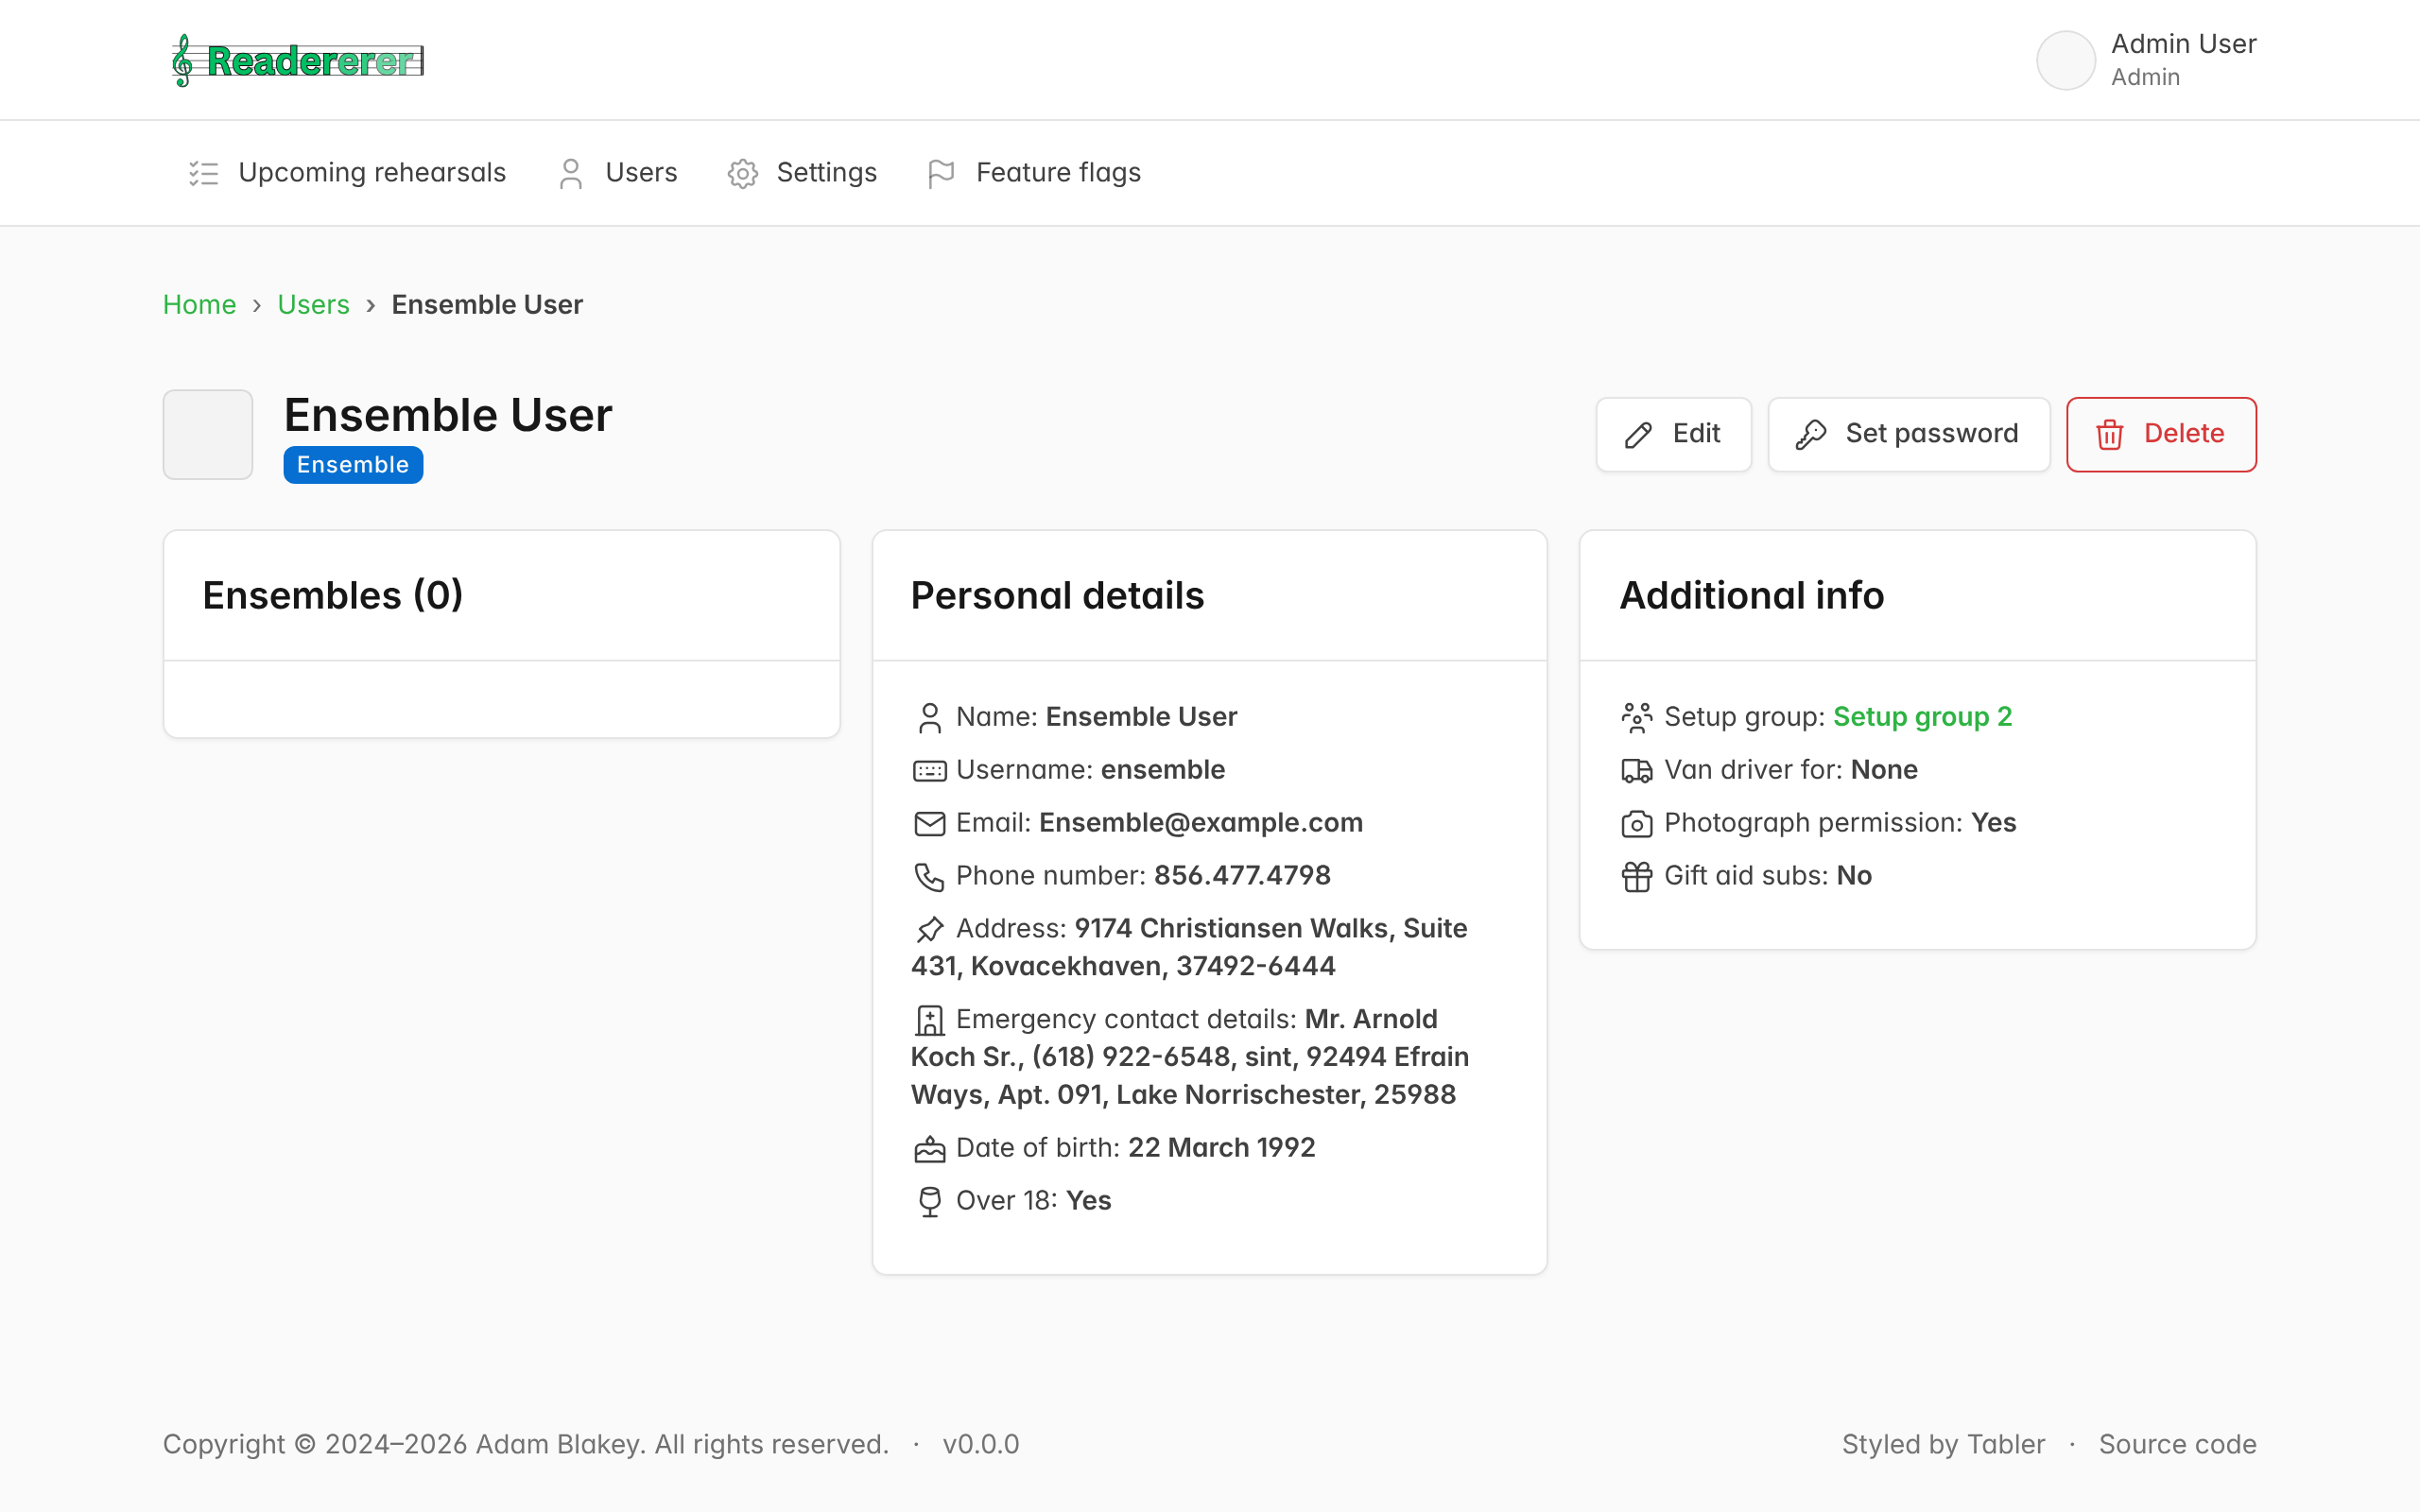 Readererer
Admin User
Admin
Upcoming rehearsals
Users
Settings
Feature flags
Home › Users › Ensemble User
Ensemble User
Ensemble
Edit
Set password
Delete
Ensembles (0)
Personal details
Name: Ensemble User
Username: ensemble
Email: Ensemble@example.com
Phone number: 856.477.4798
Address: 9174 Christiansen Walks, Suite
431, Kovacekhaven, 37492-6444
Emergency contact details: Mr. Arnold
Koch Sr., (618) 922-6548, sint, 92494 Efrain
Ways, Apt. 091, Lake Norrischester, 25988
Date of birth: 22 March 1992
Over 18: Yes
Additional info
Setup group: Setup group 2
Van driver for: None
Photograph permission: Yes
Gift aid subs: No
Copyright © 2024–2026 Adam Blakey. All rights reserved. · v0.0.0
Styled by Tabler · Source code